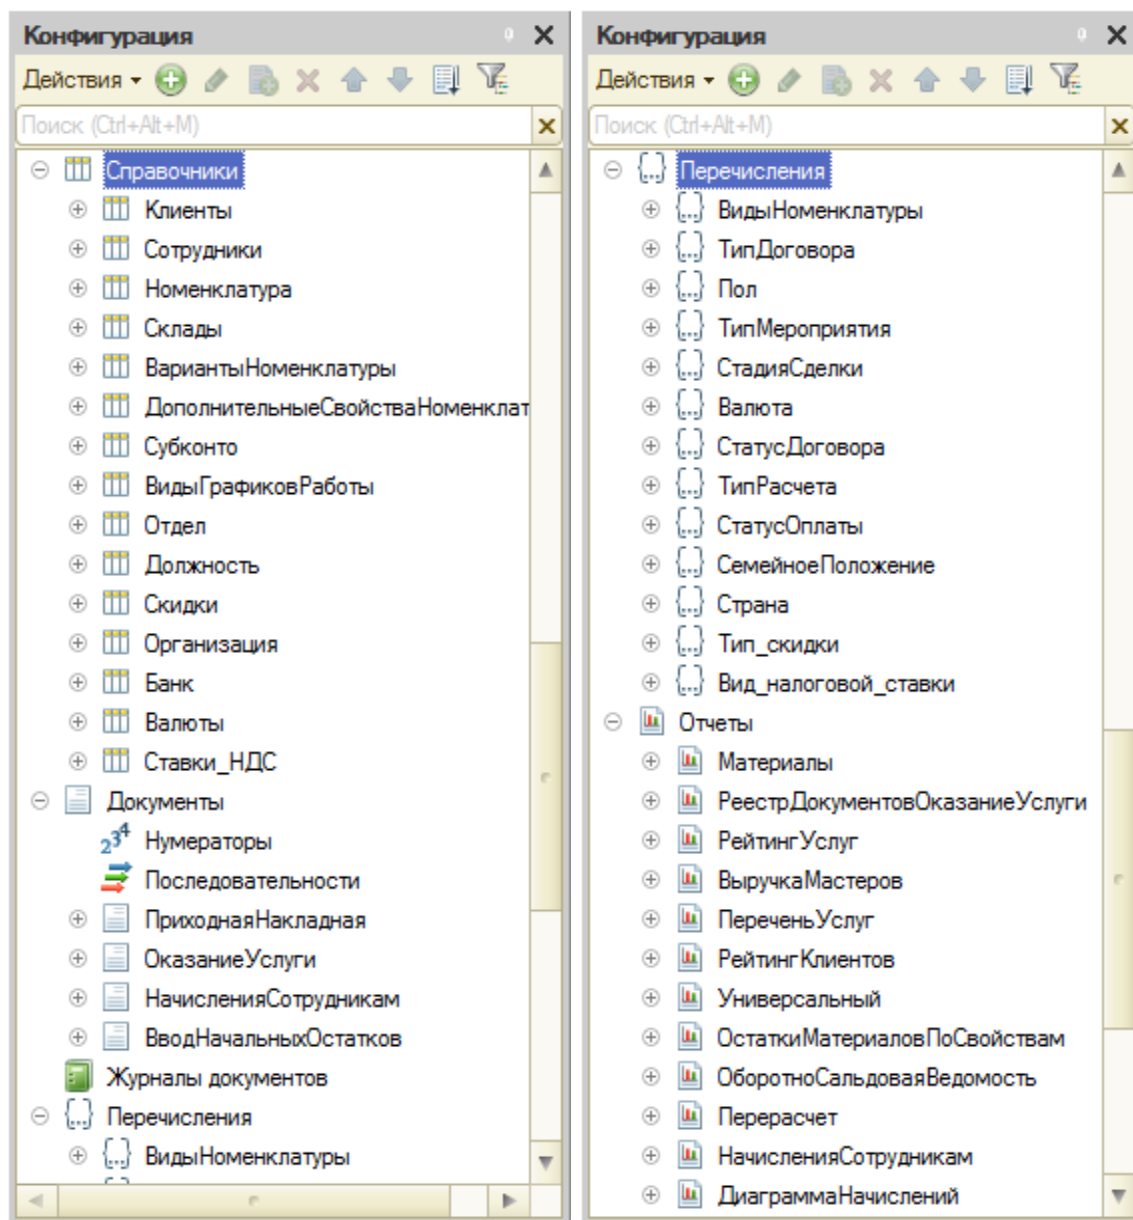 Конфигурация
Действия
Поиск (Ctrl+Alt+M)
Справочники
Клиенты
Сотрудники
Номенклатура
Склады
ВариантыНоменклатуры
ДополнительныеСвойстваНоменклат
Субконто
ВидыГрафиковРаботы
Отдел
Должность
Скидки
Организация
Банк
Валюты
Ставки_НДС
Документы
Нумераторы
Последовательности
ПриходнаяНакладная
ОказаниеУслуги
НачисленияСотрудникам
ВводНачальныхОстатков
Журналы документов
Перечисления
ВидыНоменклатуры
Конфигурация
Действия
Поиск (Ctrl+Alt+M)
Перечисления
ВидыНоменклатуры
ТипДоговора
Пол
ТипМероприятия
СтадияСделки
Валюта
СтатусДоговора
ТипРасчета
СтатусОплаты
СемейноеПоложение
Страна
Тип_скидки
Вид_налоговой_ставки
Отчеты
Материалы
РеестрДокументовОказаниеУслуги
РейтингУслуг
ВыручкаМастеров
ПереченьУслуг
РейтингКлиентов
Универсальный
ОстаткиМатериаловПоСвойствам
ОборотноСальдоваяВедомость
Перерасчет
НачисленияСотрудникам
ДиаграммаНачислений